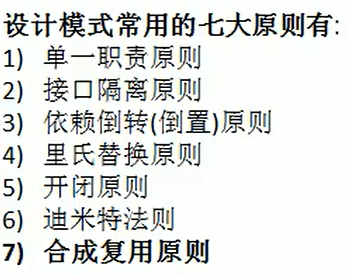 设计模式常用的七大原则有:
1) 单一职责原则
2) 接口隔离原则
3) 依赖倒转(倒置)原则
4) 里氏替换原则
5) 开闭原则
6) 迪米特法则
7) 合成复用原则